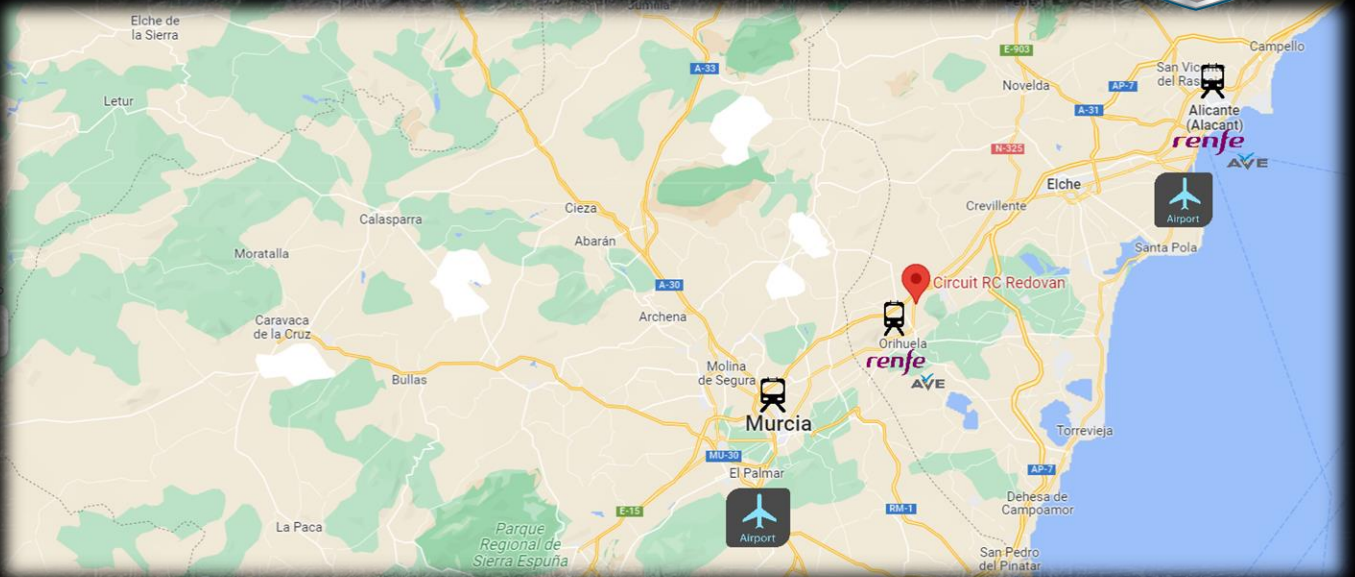 Jumilla
Elche de
la Sierra
E-903
Campello
A-33
San Vicente
del Ras
Letur
Novelda
AP-7
A-31
Alicante
(Alacant)
renfe
N-325
AVE
Elche
Cieza
Crevillente
Airport
Calasparra
Abarán
Santa Pola
Moratalla
A-30
Circuit RC Redovan
Archena
Caravaca
de la Cruz
Orihuela
renfe
Molina
de Segura
Bullas
AVE
Murcia
Torrevieja
MU-30
El Palmar
AP-7
Dehesa de
Campoamor
E-15
RM-1
La Paca
Parque
Regional de
Sierra Espuña
Airport
San Pedro
del Pinatar